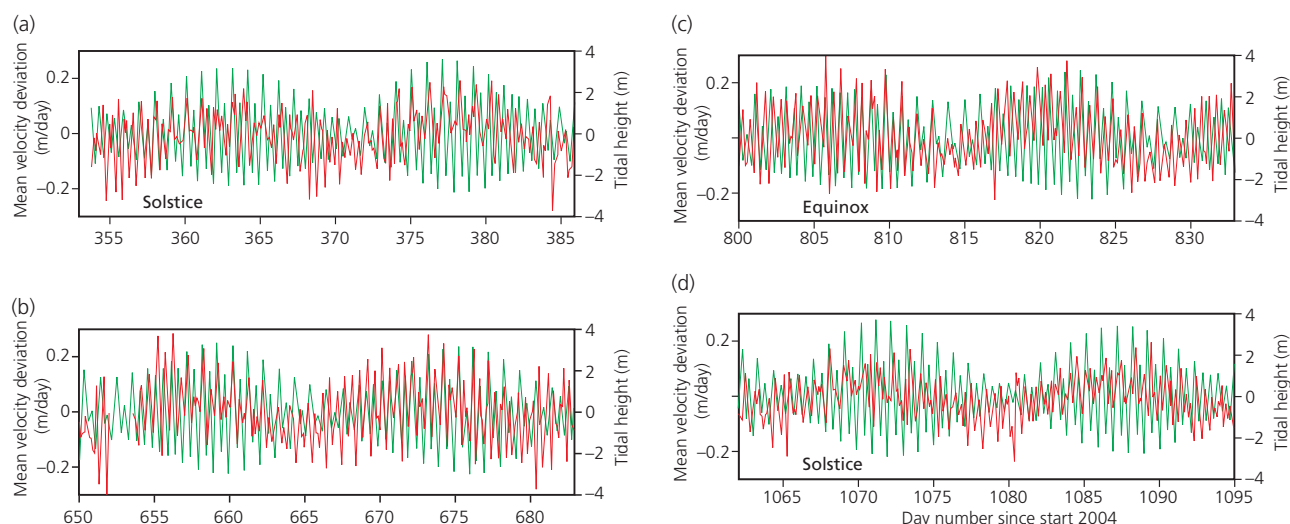 (a)
Mean velocity deviation
(m/day)
0.2
0
−0.2
4
2
0
−2
−4
Tidal height (m)
Solstice
355 360 365 370 375 380 385
(b)
Mean velocity deviation
(m/day)
0.2
0
−0.2
4
2
0
−2
−4
Tidal height (m)
650 655 660 665 670 675 680
(c)
Mean velocity deviation
(m/day)
0.2
0
−0.2
4
2
0
−2
−4
Tidal height (m)
Equinox
800 805 810 815 820 825 830
(d)
Mean velocity deviation
(m/day)
0.2
0
−0.2
4
2
0
−2
−4
Tidal height (m)
Solstice
1065 1070 1075 1080 1085 1090 1095
Day number since start 2004